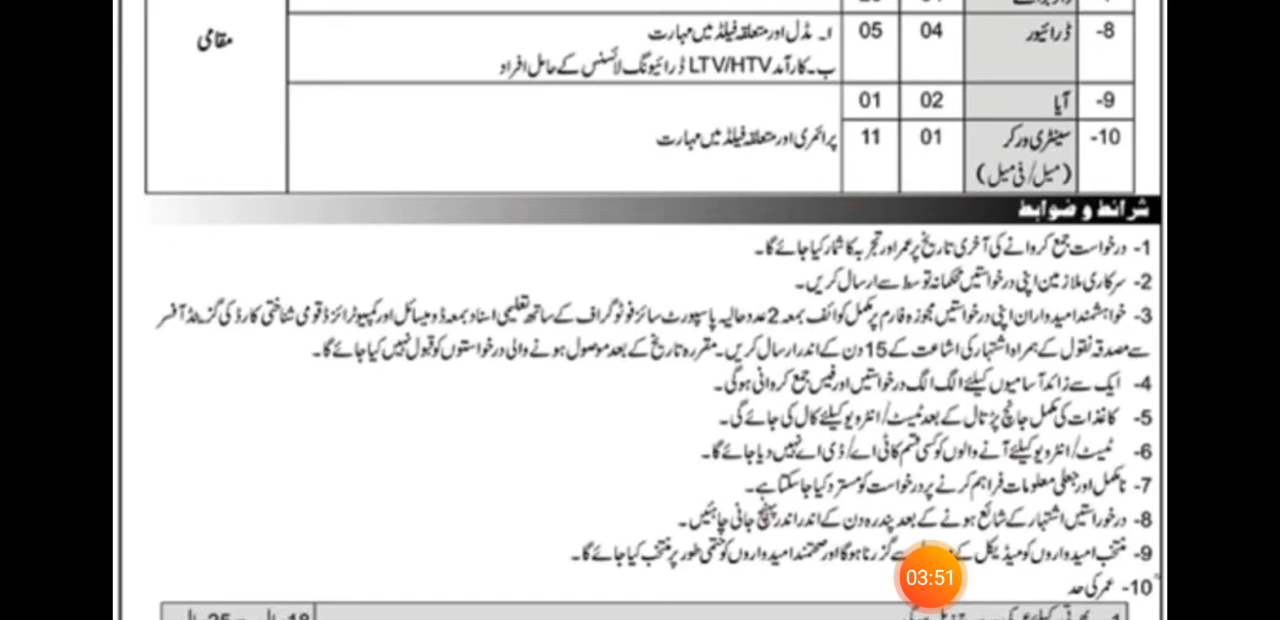 8- ڈرائیور 04 05 ا۔ مڈل اور متعلقہ فیلڈ میں مہارت مقامی
ب۔ کارآمد LTV/HTV ڈرائیونگ لائسنس کے حامل افراد
9- آیا 02 01
10- سینٹری ورکر 01 11 پرائمری اور متعلقہ فیلڈ میں مہارت
(میل/فی میل)
شرائط و ضوابط
1- درخواست جمع کروانے کی آخری تاریخ پر عمر اور تجربہ کا شمار کیا جائے گا۔
2- سرکاری ملازمین اپنی درخواستیں محکمانہ توسط سے ارسال کریں۔
3- خواہشمند امیدواران اپنی درخواستیں مجوزہ فارم پر مکمل کوائف بمعہ 2 عدد حالیہ پاسپورٹ سائز فوٹو گراف کے ساتھ تعلیمی اسناد بمعہ ڈومیسائل اور کمپیوٹرائزڈ قومی شناختی کارڈ کی گزیٹڈ آفسر
سے مصدقہ نقول کے ہمراہ اشتہار کی اشاعت کے 15 دن کے اندر ارسال کریں۔ مقررہ تاریخ کے بعد موصول ہونے والی درخواستوں کو قبول نہیں کیا جائے گا۔
4- ایک سے زائد آسامیوں کیلئے الگ الگ درخواستیں اور فیس جمع کروانی ہوگی۔
5- کاغذات کی مکمل جانچ پڑتال کے بعد ٹیسٹ/انٹرویو کیلئے کال کی جائے گی۔
6- ٹیسٹ/انٹرویو کیلئے آنے والوں کو کسی قسم کا ٹی اے/ڈی اے نہیں دیا جائے گا۔
7- نامکمل اور جعلی معلومات فراہم کرنے پر درخواست کو مسترد کیا جا سکتا ہے۔
8- درخواستیں اشتہار کے شائع ہونے کے بعد پندرہ دن کے اندر اندر پہنچ جانی چاہئیں۔
9- منتخب امیدواروں کو میڈیکل کے سے گزرنا ہوگا اور صحتمند امیدواروں کو حتمی طور پر منتخب کیا جائے گا۔
03:51
10- عمر کی حد